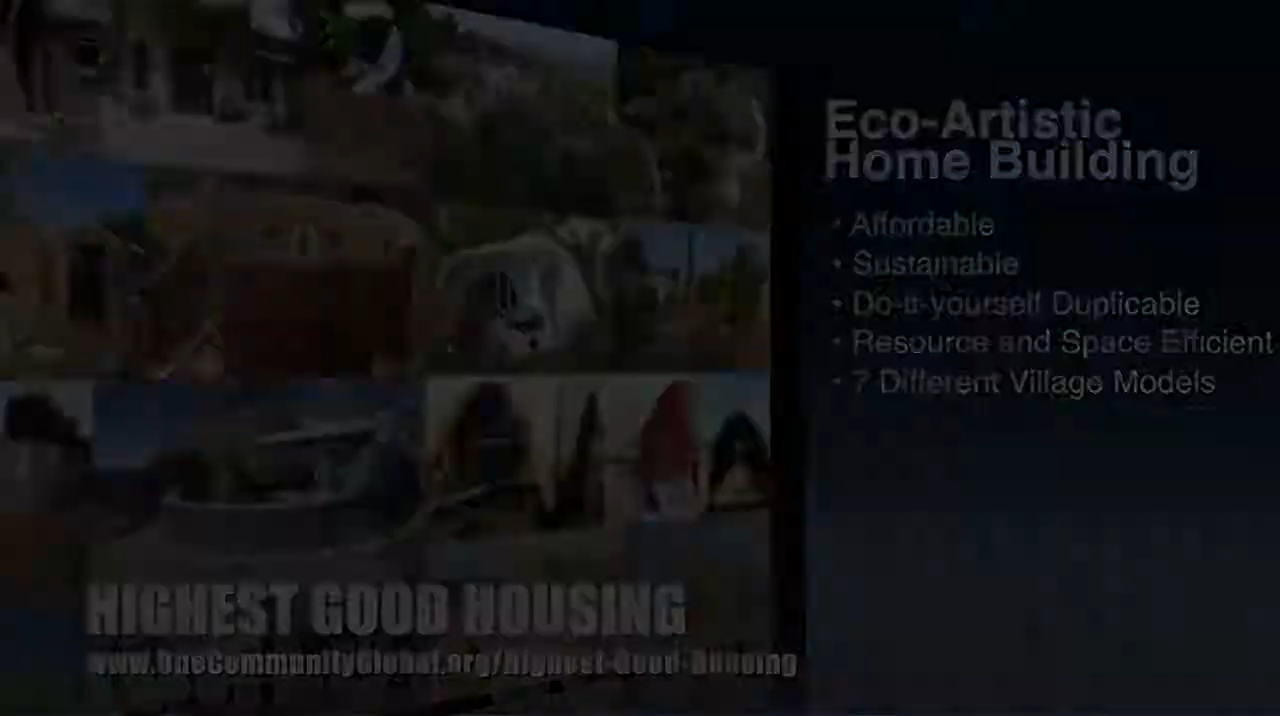 Eco-Artistic
Home Building
• Affordable
• Sustainable
• Do-it-yourself Duplicable
• Resource and Space Efficient
• 7 Different Village Models
HIGHEST GOOD HOUSING
www.OneCommunityGlobal.org/Highest-Good-Building